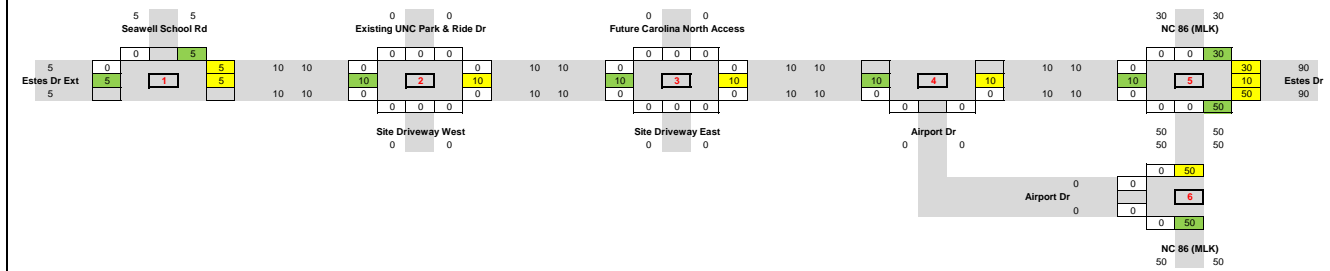 5 5 0 0 0 0 30 30
Seawell School Rd Existing UNC Park & Ride Dr Future Carolina North Access NC 86 (MLK)
0 5 0 0 0 0 0 0 0 0 30
5 0 5 10 10 0 0 10 10 0 0 10 10 10 10 0 30 90
Estes Dr Ext 5 1 5 10 2 10 10 3 10 10 4 10 10 5 10 Estes Dr
5 10 10 0 0 10 10 0 0 10 10 0 0 10 10 0 50 90
0 0 0 0 0 0 0 0 0 0 50
Site Driveway West Site Driveway East Airport Dr 50 50
0 0 0 0 0 0 50 50
0 50
0 0
Airport Dr 6
0 0
0 50
NC 86 (MLK)
50 50